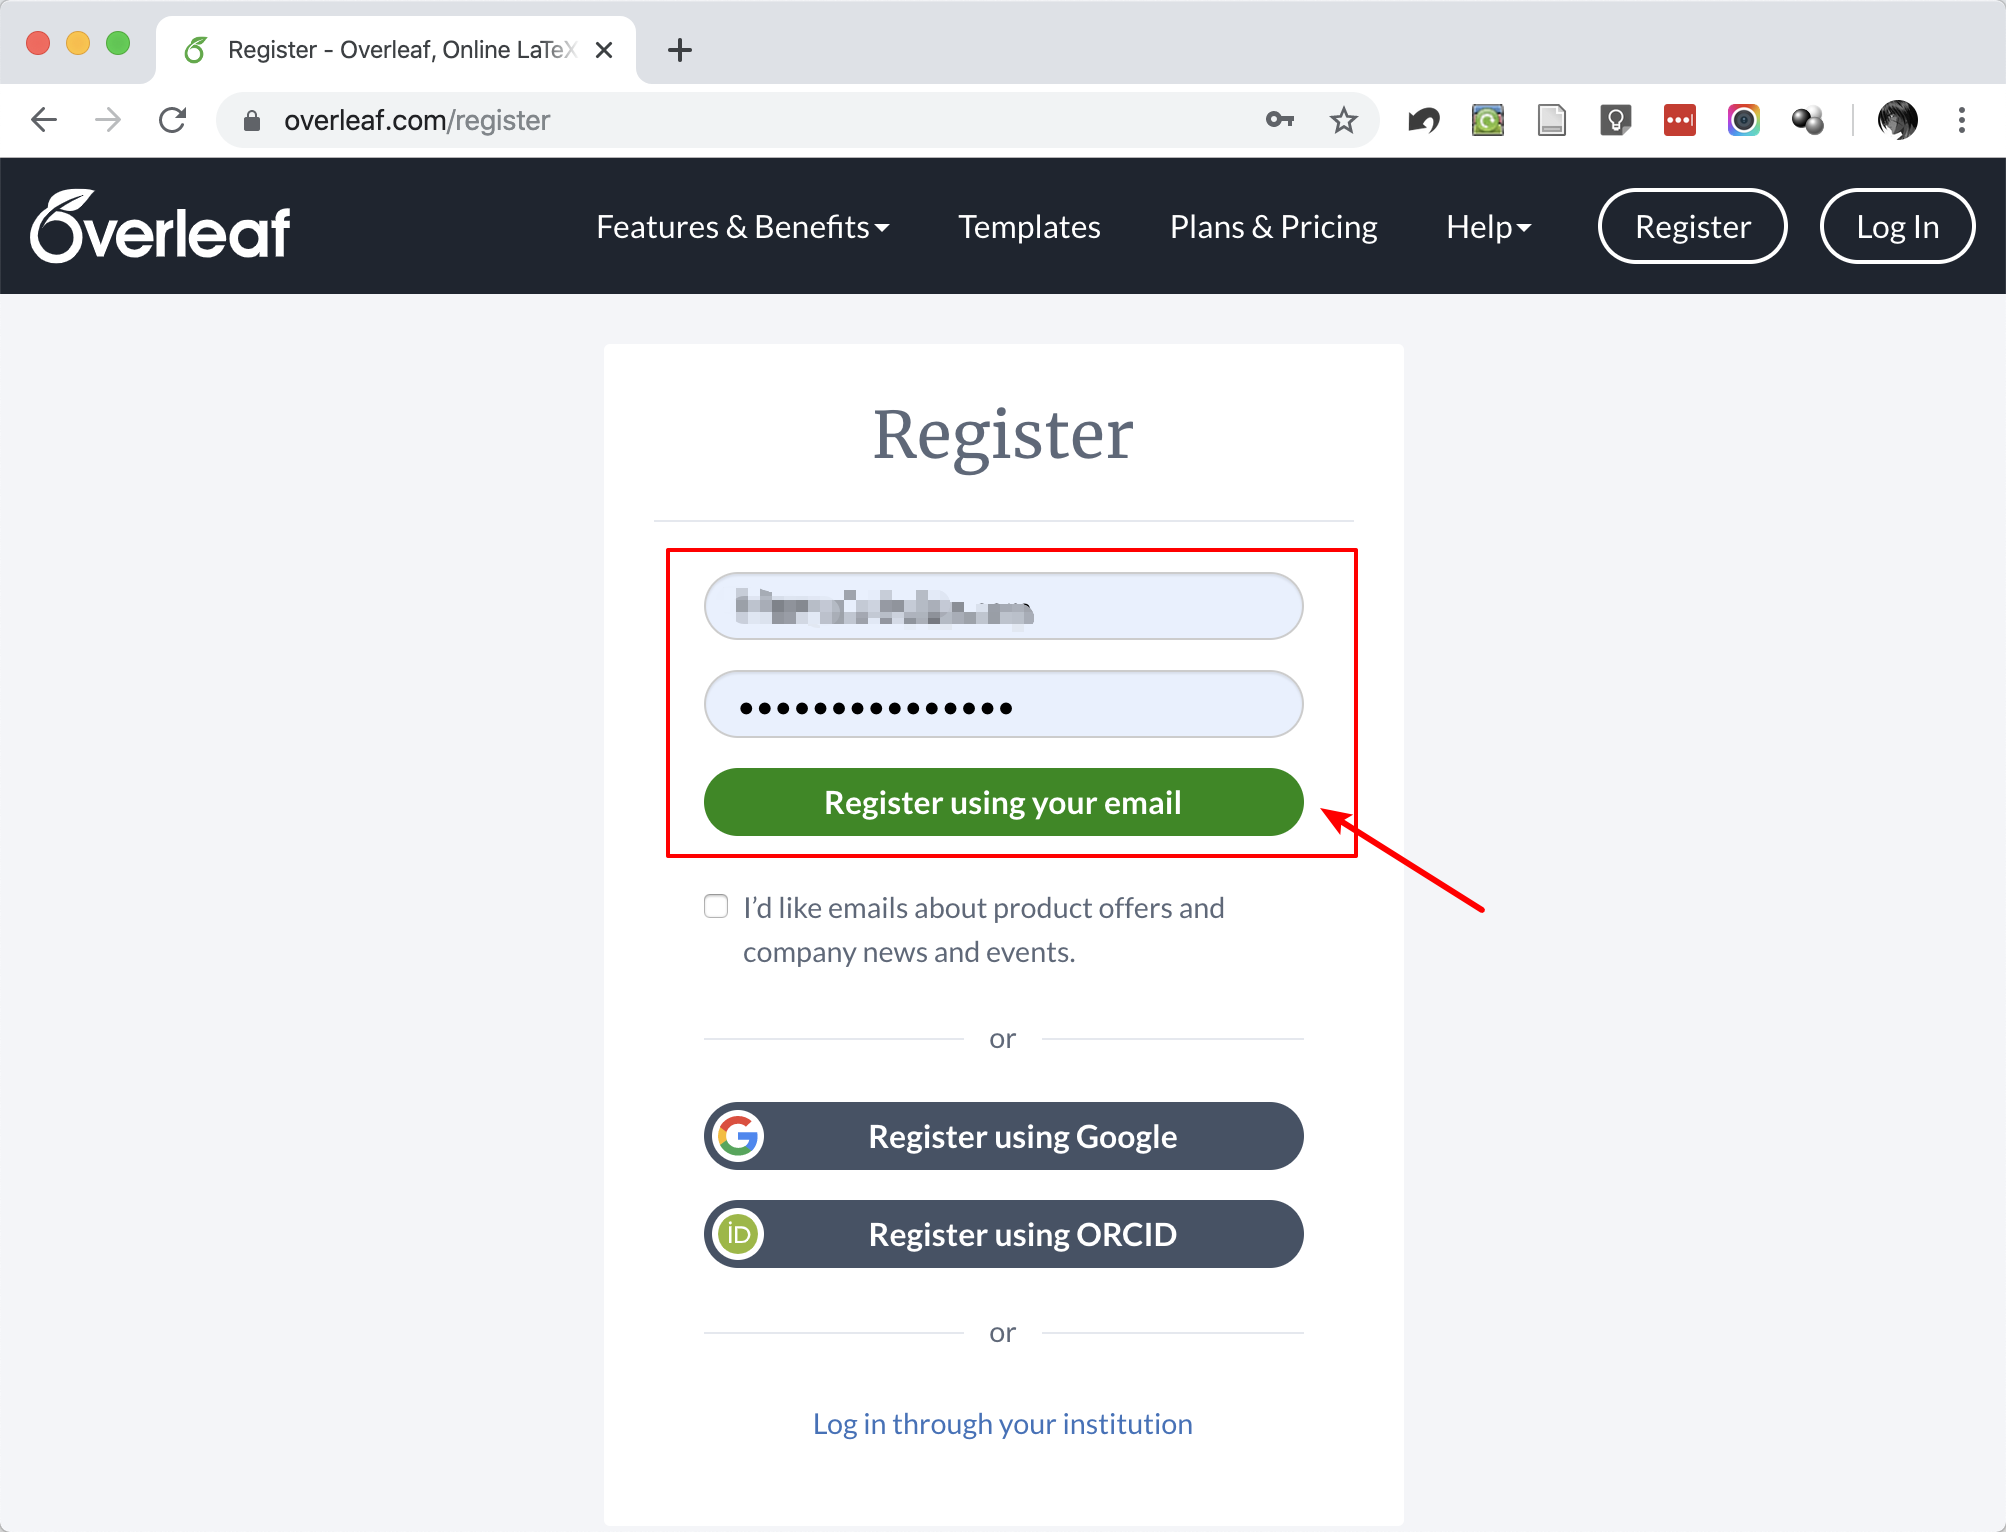 Register - Overleaf, Online LaTeX
overleaf.com/register
Overleaf
Features & Benefits
Templates
Plans & Pricing
Help
Register
Log In
Register
Register using your email
I’d like emails about product offers and
company news and events.
or
Register using Google
iD
Register using ORCID
or
Log in through your institution